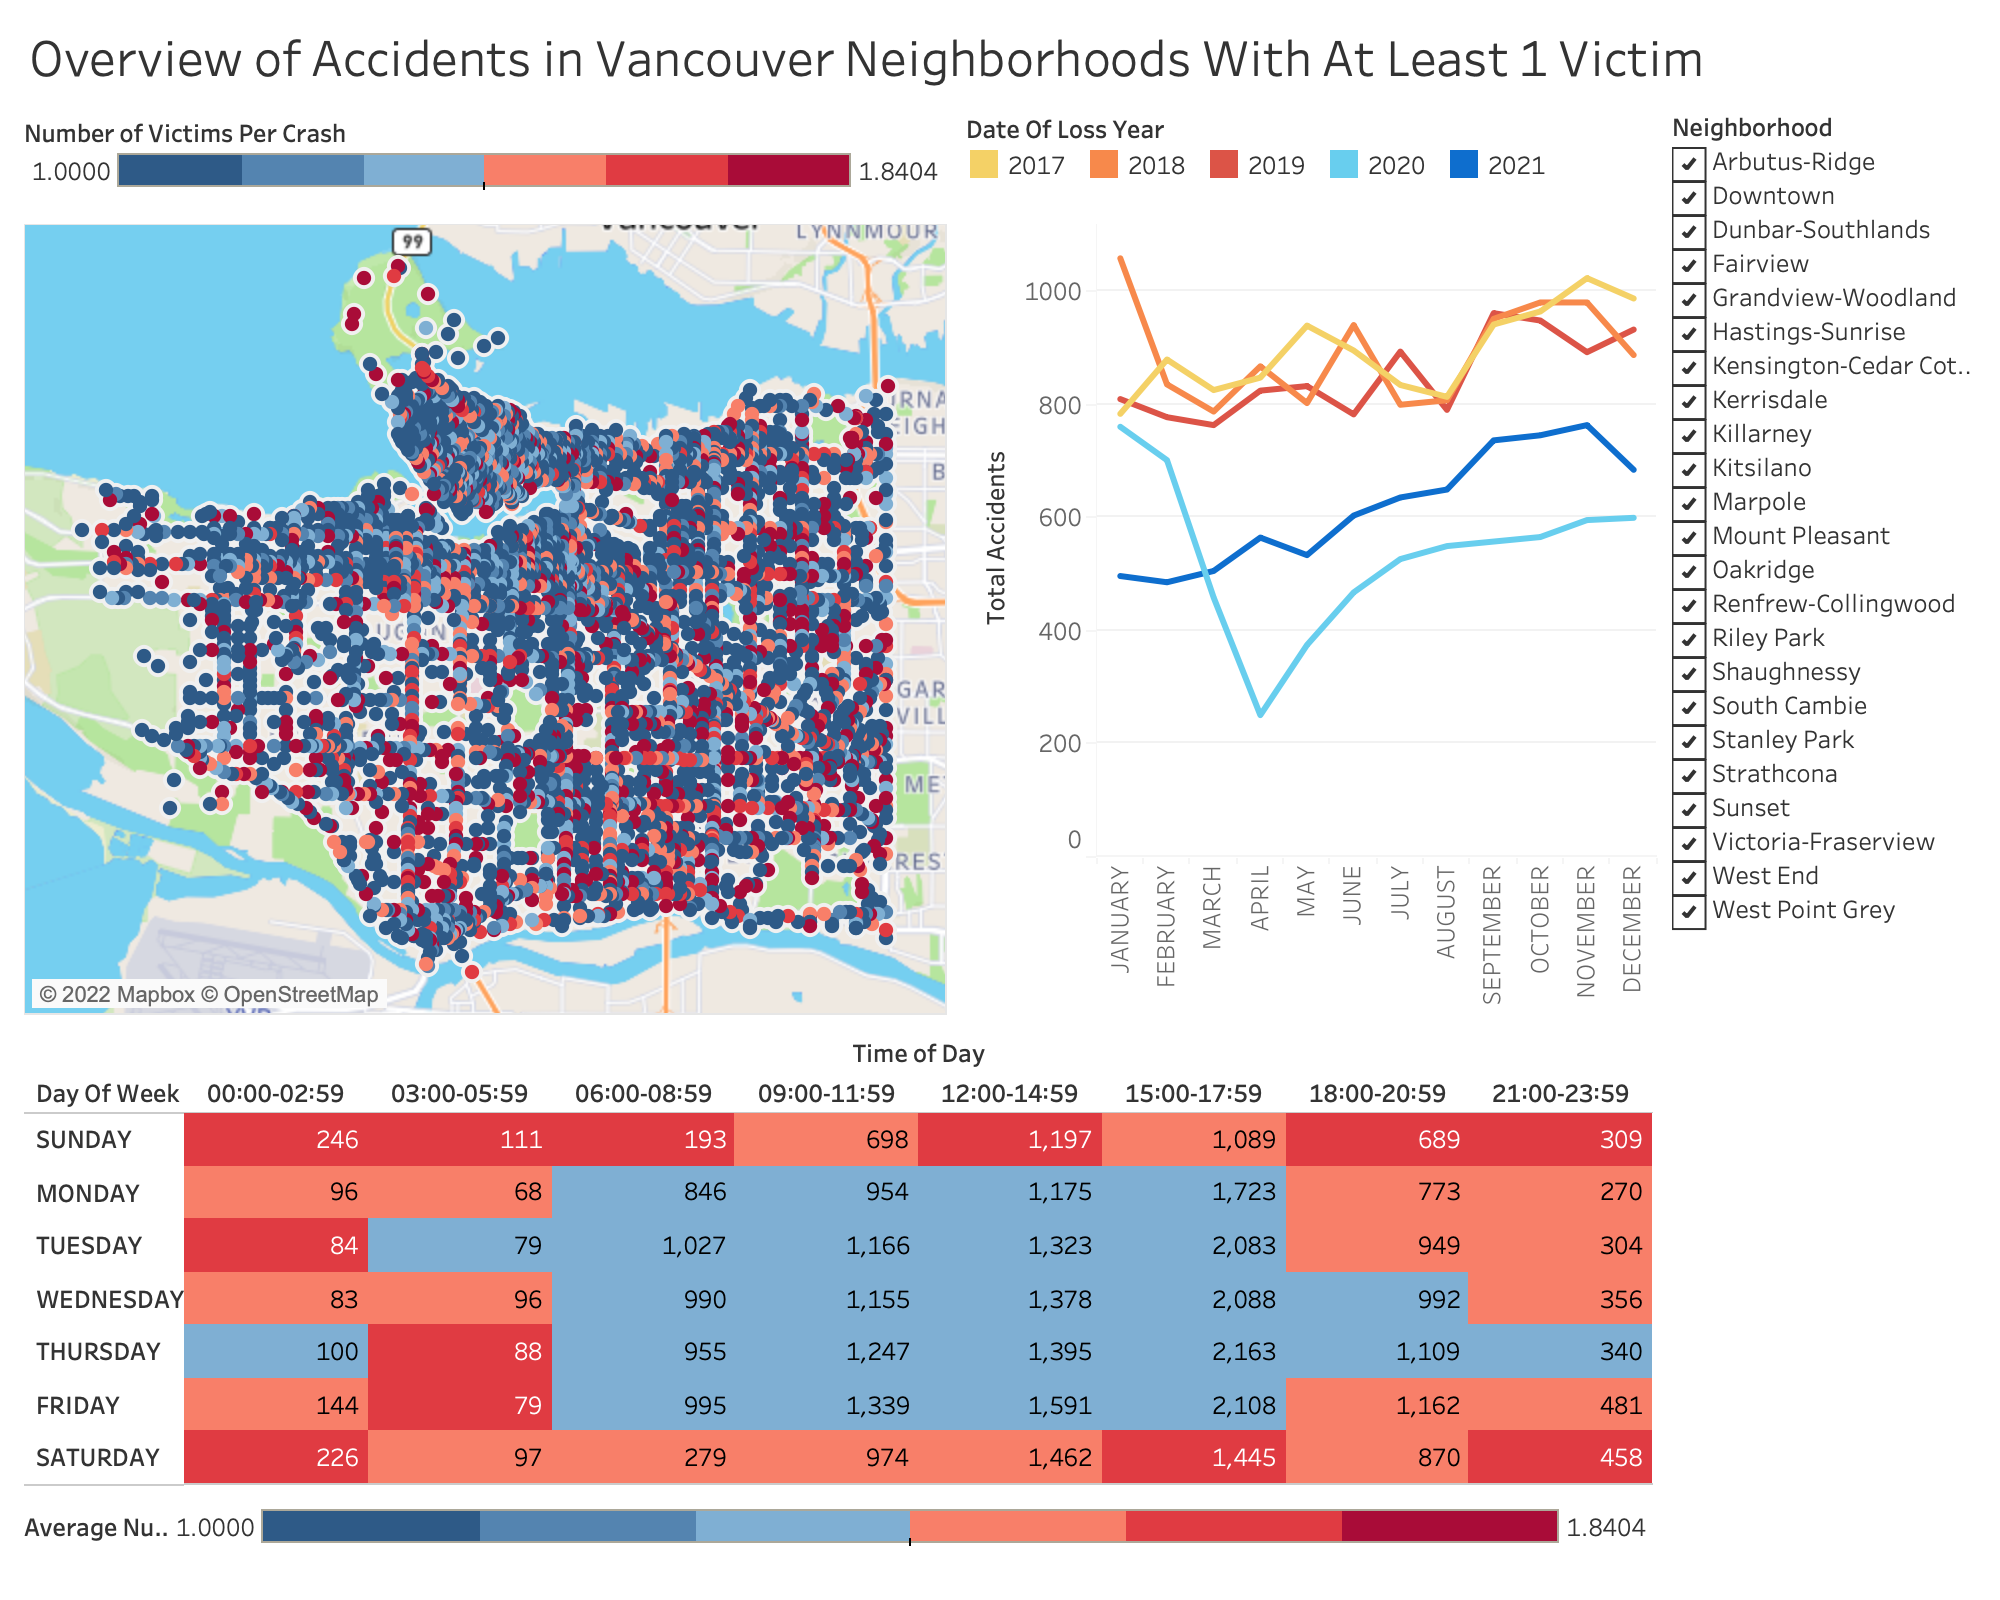 Overview of Accidents in Vancouver Neighborhoods With At Least 1 Victim
Number of Victims Per Crash
1.0000 1.8404
Date Of Loss Year
2017 2018 2019 2020 2021
Neighborhood
Arbutus-Ridge
Downtown
Dunbar-Southlands
Fairview
Grandview-Woodland
Hastings-Sunrise
Kensington-Cedar Cot..
Kerrisdale
Killarney
Kitsilano
Marpole
Mount Pleasant
Oakridge
Renfrew-Collingwood
Riley Park
Shaughnessy
South Cambie
Stanley Park
Strathcona
Sunset
Victoria-Fraserview
West End
West Point Grey
Vancouver
LYNNMOUR
99
RNA
EIGH
B
GAR
VILL
ME
REST
YVR
© 2022 Mapbox © OpenStreetMap
Total Accidents
1000
800
600
400
200
0
JANUARY
FEBRUARY
MARCH
APRIL
MAY
JUNE
JULY
AUGUST
SEPTEMBER
OCTOBER
NOVEMBER
DECEMBER
Time of Day
Day Of Week 00:00-02:59 03:00-05:59 06:00-08:59 09:00-11:59 12:00-14:59 15:00-17:59 18:00-20:59 21:00-23:59
SUNDAY 246 111 193 698 1,197 1,089 689 309
MONDAY 96 68 846 954 1,175 1,723 773 270
TUESDAY 84 79 1,027 1,166 1,323 2,083 949 304
WEDNESDAY 83 96 990 1,155 1,378 2,088 992 356
THURSDAY 100 88 955 1,247 1,395 2,163 1,109 340
FRIDAY 144 79 995 1,339 1,591 2,108 1,162 481
SATURDAY 226 97 279 974 1,462 1,445 870 458
Average Nu.. 1.0000 1.8404